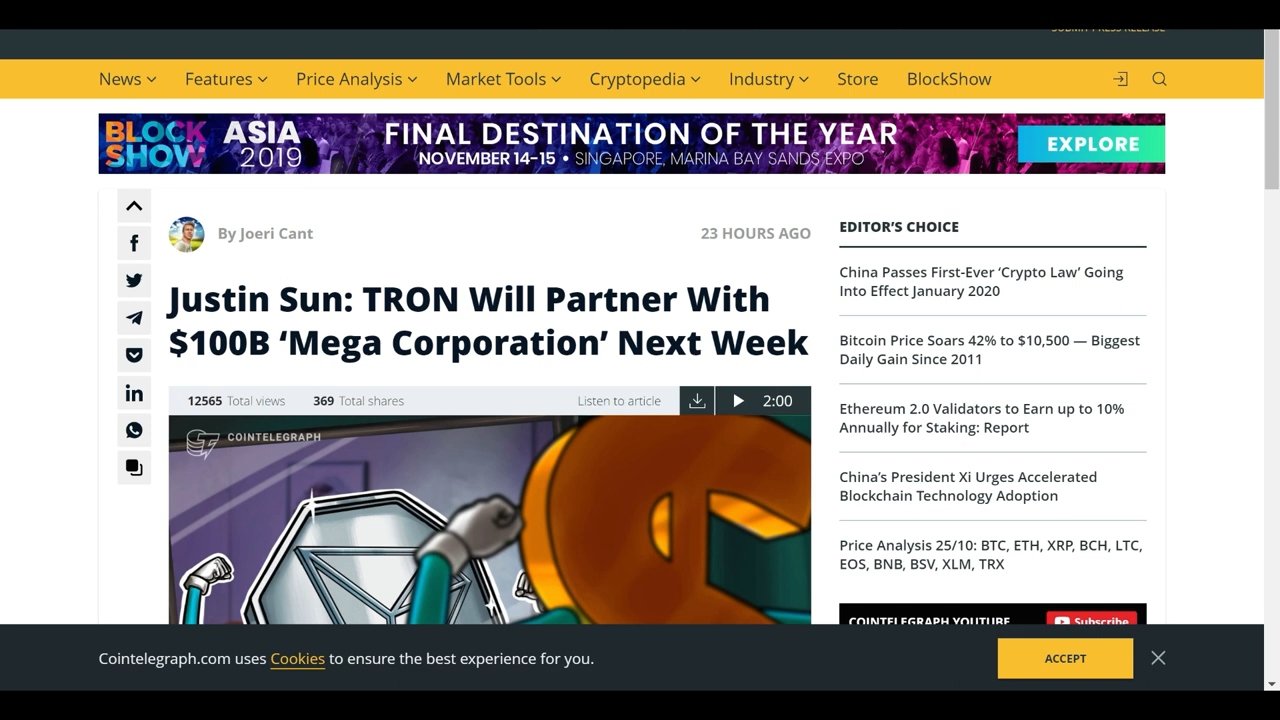 SUBMIT PRESS RELEASE
News
Features
Price Analysis
Market Tools
Cryptopedia
Industry
Store
BlockShow
BLOCK
SHOW
ASIA
2019
FINAL DESTINATION OF THE YEAR
NOVEMBER 14-15 • SINGAPORE, MARINA BAY SANDS EXPO
EXPLORE
By Joeri Cant
23 HOURS AGO
Justin Sun: TRON Will Partner With
$100B ‘Mega Corporation’ Next Week
12565 Total views
369 Total shares
Listen to article
2:00
COINTELEGRAPH
EDITOR’S CHOICE
China Passes First-Ever ‘Crypto Law’ Going
Into Effect January 2020
Bitcoin Price Soars 42% to $10,500 — Biggest
Daily Gain Since 2011
Ethereum 2.0 Validators to Earn up to 10%
Annually for Staking: Report
China’s President Xi Urges Accelerated
Blockchain Technology Adoption
Price Analysis 25/10: BTC, ETH, XRP, BCH, LTC,
EOS, BNB, BSV, XLM, TRX
COINTELEGRAPH YOUTUBE
Subscribe
Cointelegraph.com uses Cookies to ensure the best experience for you.
ACCEPT